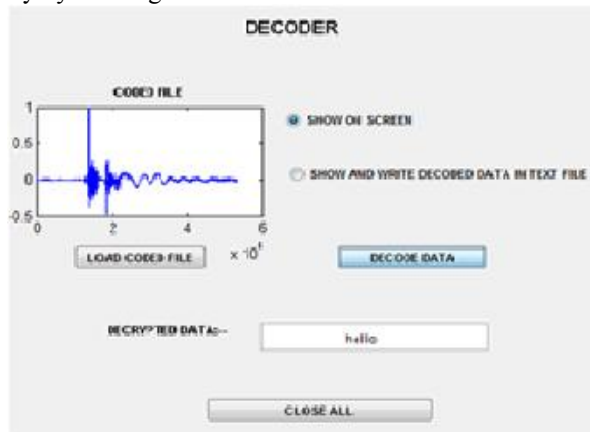 DECODER
CODED FILE
SHOW ON SCREEN
SHOW AND WRITE DECODED DATA IN TEXT FILE
1
0.5
0
-0.5
0 2 4 6
LOAD CODED FILE
× 10
DECODE DATA
DECRYPTED DATA:--
hello
CLOSE ALL